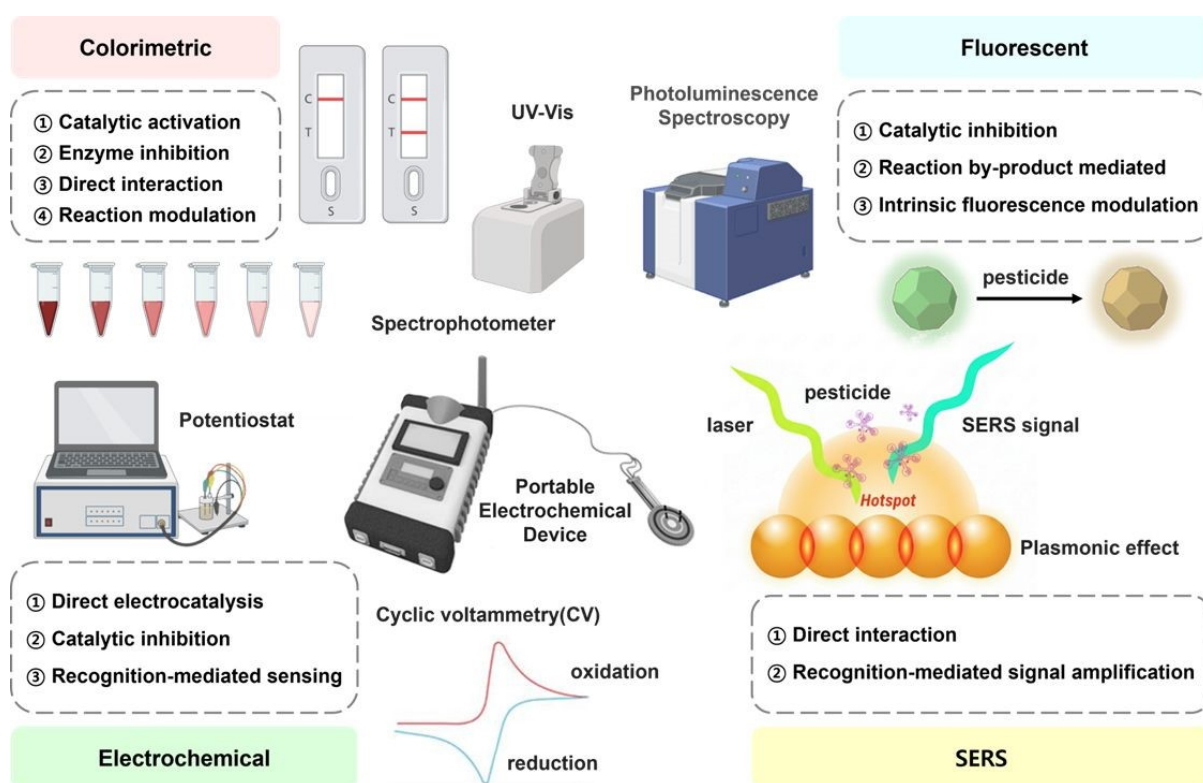 Colorimetric
① Catalytic activation
② Enzyme inhibition
③ Direct interaction
④ Reaction modulation
C
T
S
C
T
S
UV-Vis
Photoluminescence
Spectroscopy
Fluorescent
① Catalytic inhibition
② Reaction by-product mediated
③ Intrinsic fluorescence modulation
pesticide
Spectrophotometer
Potentiostat
Portable
Electrochemical
Device
laser
pesticide
SERS signal
Hotspot
Plasmonic effect
① Direct electrocatalysis
② Catalytic inhibition
③ Recognition-mediated sensing
Electrochemical
Cyclic voltammetry(CV)
oxidation
reduction
① Direct interaction
② Recognition-mediated signal amplification
SERS